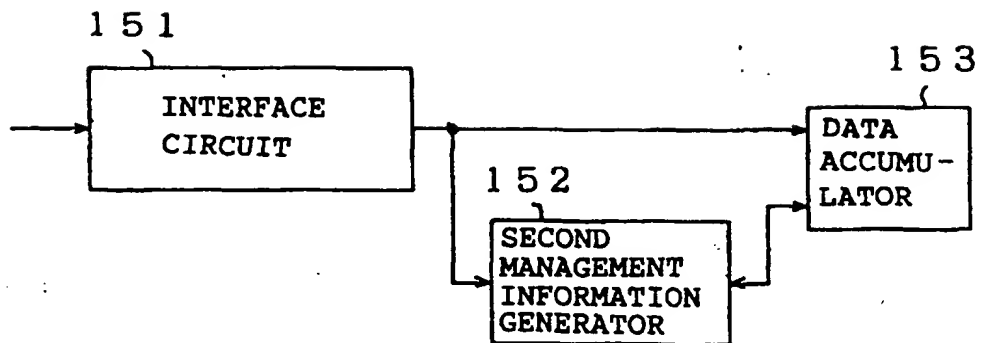 151
INTERFACE
CIRCUIT
153
DATA
ACCUMU-
LATOR
152
SECOND
MANAGEMENT
INFORMATION
GENERATOR